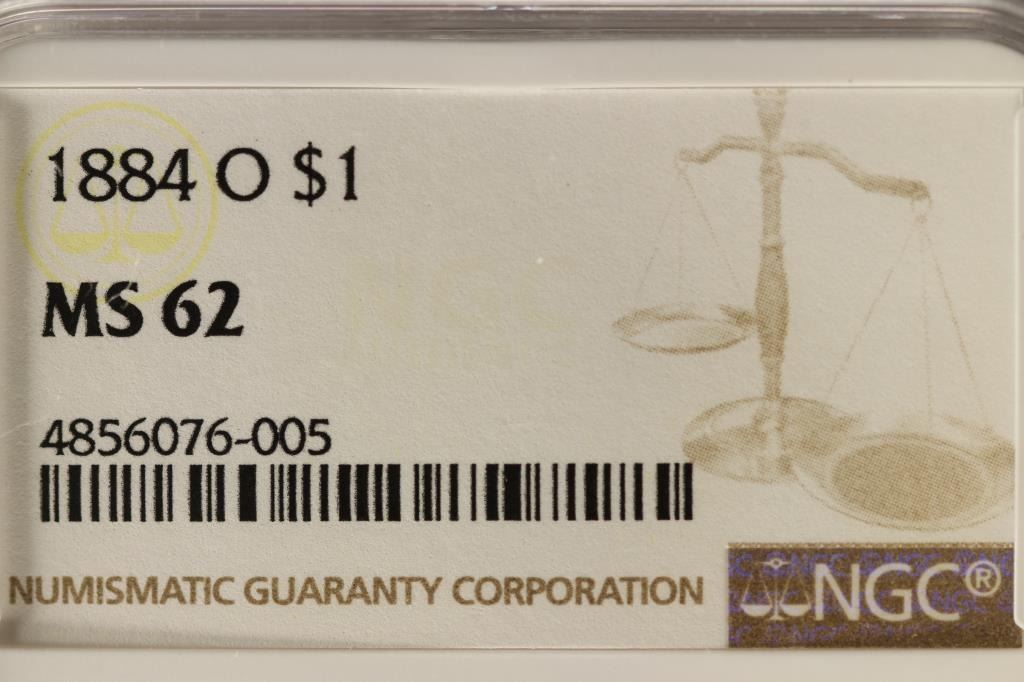 1884 O $1
MS 62
4856076-005
NUMISMATIC GUARANTY CORPORATION
NGC®